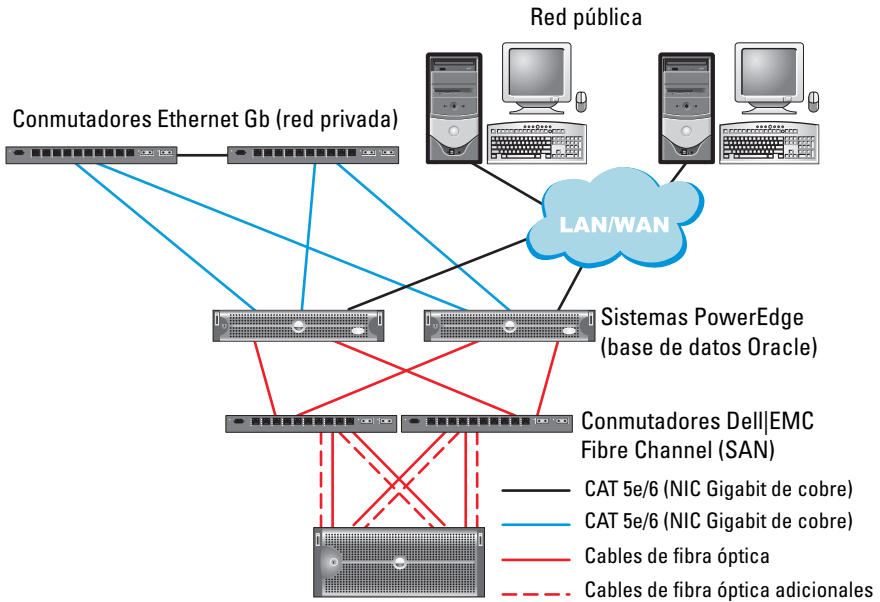 Red pública
Conmutadores Ethernet Gb (red privada)
LAN/WAN
Sistemas PowerEdge
(base de datos Oracle)
Conmutadores Dell|EMC
Fibre Channel (SAN)
CAT 5e/6 (NIC Gigabit de cobre)
CAT 5e/6 (NIC Gigabit de cobre)
Cables de fibra óptica
Cables de fibra óptica adicionales